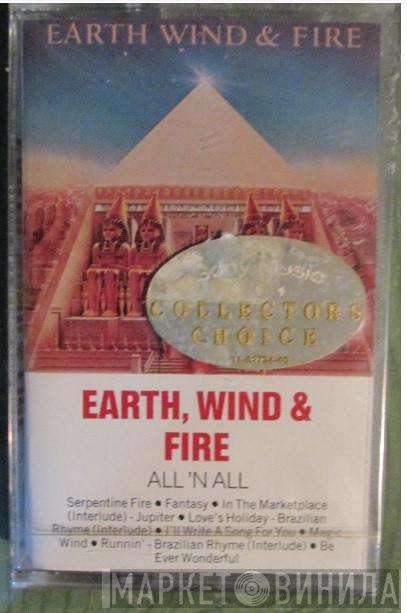 EARTH WIND & FIRE
Sony Music
COLLECTORS
CHOICE
EARTH, WIND &
FIRE
ALL 'N ALL
Serpentine Fire • Fantasy • In The Marketplace
(Interlude) - Jupiter • Love's Holiday - Brazilian
Rhyme (Interlude) • I'll Write A Song For You • Magic
Wind • Runnin' - Brazilian Rhyme (Interlude) • Be
Ever Wonderful
МАРКЕТ ВИНИЛА